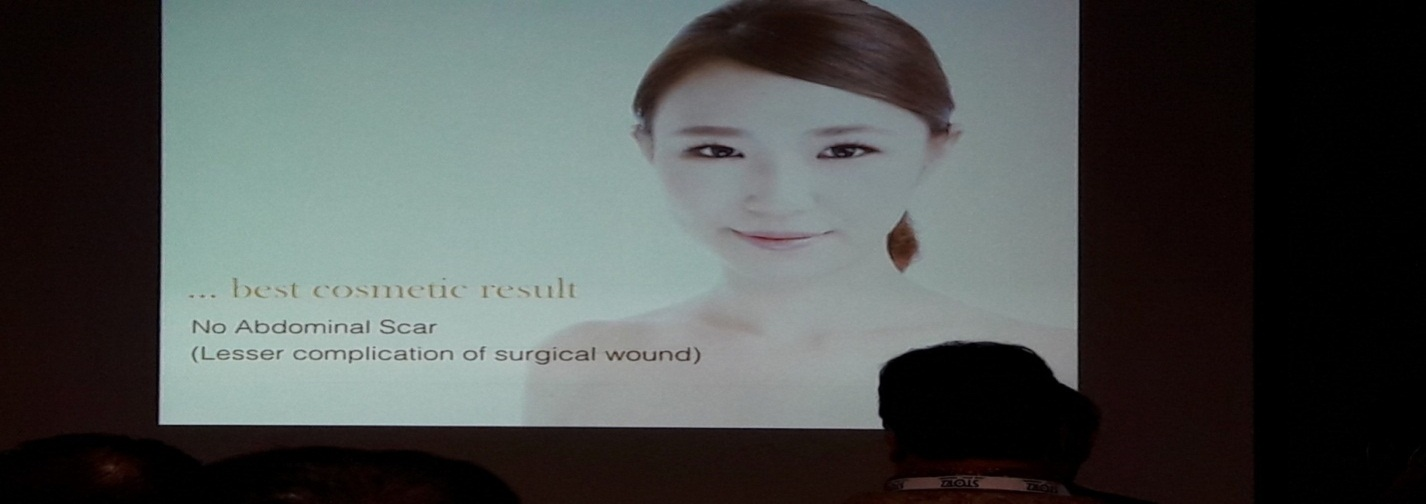 ... best cosmetic result
No Abdominal Scar
(Lesser complication of surgical wound)
STORZ